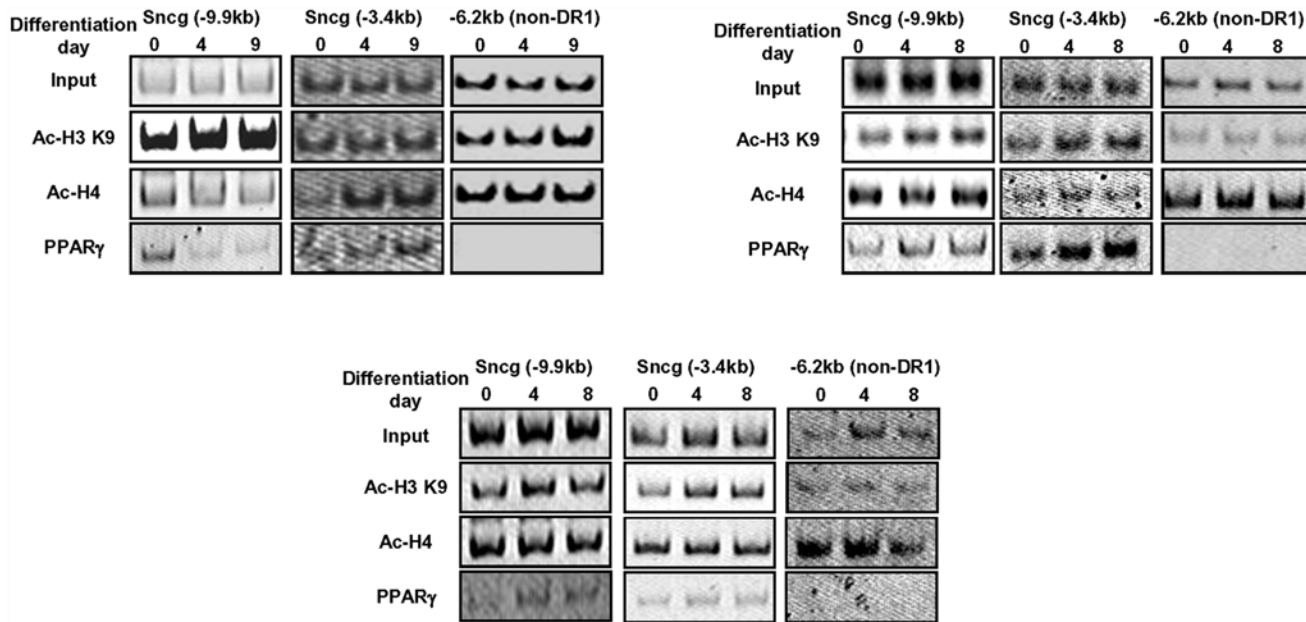 Sncg (-9.9kb) Sncg (-3.4kb) -6.2kb (non-DR1)
Differentiation
day 0 4 9 0 4 9 0 4 9
Input
Ac-H3 K9
Ac-H4
PPARγ
Sncg (-9.9kb) Sncg (-3.4kb) -6.2kb (non-DR1)
Differentiation
day 0 4 8 0 4 8 0 4 8
Input
Ac-H3 K9
Ac-H4
PPARγ
Sncg (-9.9kb) Sncg (-3.4kb) -6.2kb (non-DR1)
Differentiation
day 0 4 8 0 4 8 0 4 8
Input
Ac-H3 K9
Ac-H4
PPARγ